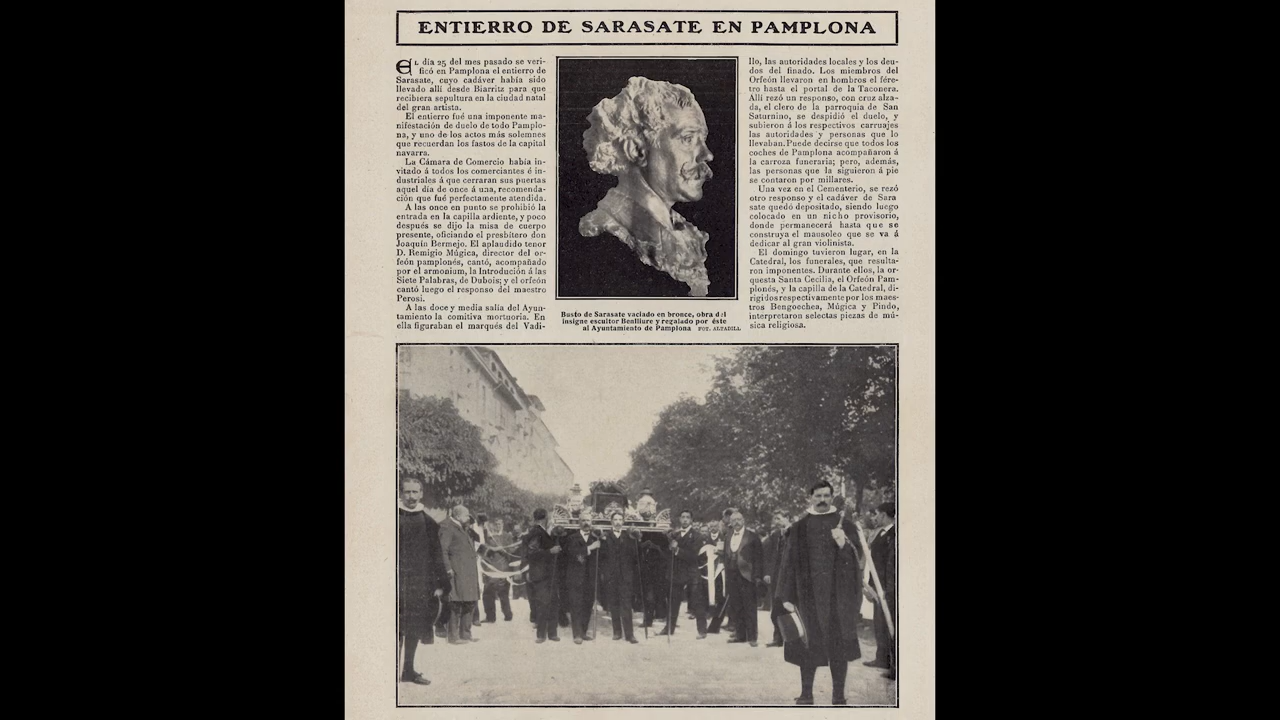 ENTIERRO DE SARASATE EN PAMPLONA
EL día 25 del mes pasado se veri-
ficó en Pamplona el entierro de
Sarasate, cuyo cadáver había sido
llevado allí desde Biarritz para que
recibiera sepultura en la ciudad natal
del gran artista.
El entierro fué una imponente ma-
nifestación de duelo de todo Pamplo-
na, y uno de los actos más solemnes
que recuerdan los fastos de la capital
navarra.
La Cámara de Comercio había in-
vitado á todos los comerciantes é in-
dustriales á que cerraran sus puertas
aquel día de once á una, recomenda-
ción que fué perfectamente atendida.
A las once en punto se prohibió la
entrada en la capilla ardiente, y poco
después se dijo la misa de cuerpo
presente, oficiando el presbítero don
Joaquín Bermejo. El aplaudido tenor
D. Remigio Múgica, director del or-
feón pamplonés, cantó, acompañado
por el armonium, la Introdución á las
Siete Palabras, de Dubois; y el orfeón
cantó luego el responso del maestro
Perosi.
A las doce y media salía del Ayun-
tamiento la comitiva mortuoria. En
ella figuraban el marqués del Vadi-
Busto de Sarasate vaciado en bronce, obra del
insigne escultor Benlliure y regalado por éste
al Ayuntamiento de Pamplona FOT. ALTADILL
llo, las autoridades locales y los deu-
dos del finado. Los miembros del
Orfeón llevaron en hombros el fére-
tro hasta el portal de la Taconera.
Allí rezó un responso, con cruz alza-
da, el clero de la parroquia de San
Saturnino, se despidió el duelo, y
subieron á los respectivos carruajes
las autoridades y personas que lo
llevaban. Puede decirse que todos los
coches de Pamplona acompañaron á
la carroza funeraria; pero, además,
las personas que la siguieron á pie
se contaron por millares.
Una vez en el Cementerio, se rezó
otro responso y el cadáver de Sara
sate quedó depositado, siendo luego
colocado en un nicho provisorio,
donde permanecerá hasta que se
construya el mausoleo que se va á
dedicar al gran violinista.
El domingo tuvieron lugar, en la
Catedral, los funerales, que resulta-
ron imponentes. Durante ellos, la or-
questa Santa Cecilia, el Orfeón Pam-
plonés, y la capilla de la Catedral, di-
rigidos respectivamente por los maes-
tros Bengoechea, Múgica y Pindo,
interpretaron selectas piezas de mú-
sica religiosa.